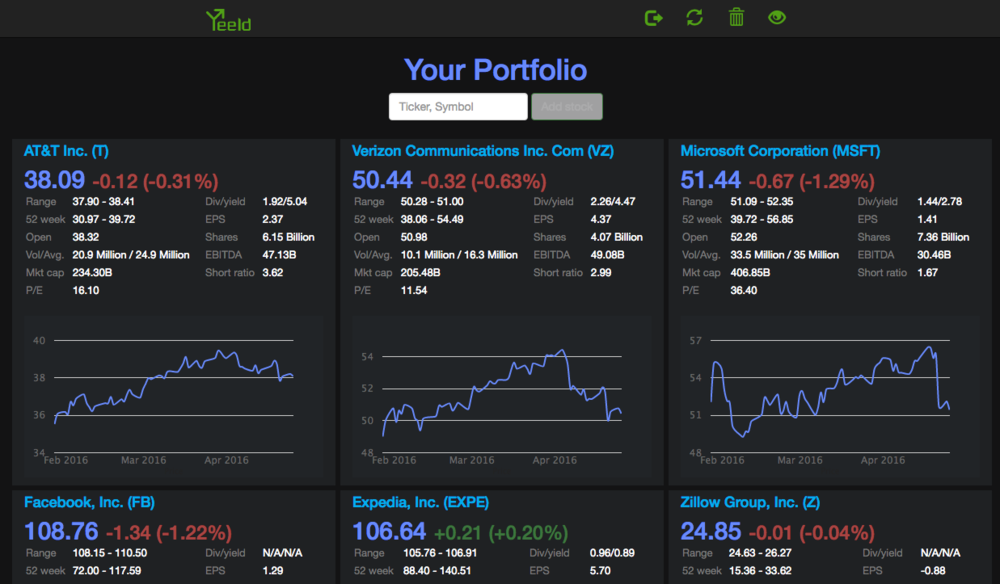 Yeeld
Your Portfolio
Ticker, Symbol Add stock
AT&T Inc. (T)
38.09 -0.12 (-0.31%)
Range 37.90 - 38.41 Div/yield 1.92/5.04
52 week 30.97 - 39.72 EPS 2.37
Open 38.32 Shares 6.15 Billion
Vol/Avg. 20.9 Million / 24.9 Million EBITDA 47.13B
Mkt cap 234.30B Short ratio 3.62
P/E 16.10
40
38
36
34
Feb 2016 Mar 2016 Apr 2016
Verizon Communications Inc. Com (VZ)
50.44 -0.32 (-0.63%)
Range 50.28 - 51.00 Div/yield 2.26/4.47
52 week 38.06 - 54.49 EPS 4.37
Open 50.98 Shares 4.07 Billion
Vol/Avg. 10.1 Million / 16.3 Million EBITDA 49.08B
Mkt cap 205.48B Short ratio 2.99
P/E 11.54
54
52
50
48
Feb 2016 Mar 2016 Apr 2016
Microsoft Corporation (MSFT)
51.44 -0.67 (-1.29%)
Range 51.09 - 52.35 Div/yield 1.44/2.78
52 week 39.72 - 56.85 EPS 1.41
Open 52.26 Shares 7.36 Billion
Vol/Avg. 33.5 Million / 35 Million EBITDA 30.46B
Mkt cap 406.85B Short ratio 1.67
P/E 36.40
57
54
51
48
Feb 2016 Mar 2016 Apr 2016
Facebook, Inc. (FB)
108.76 -1.34 (-1.22%)
Range 108.15 - 110.50 Div/yield N/A/N/A
52 week 72.00 - 117.59 EPS 1.29
Expedia, Inc. (EXPE)
106.64 +0.21 (+0.20%)
Range 105.76 - 106.91 Div/yield 0.96/0.89
52 week 88.40 - 140.51 EPS 5.70
Zillow Group, Inc. (Z)
24.85 -0.01 (-0.04%)
Range 24.63 - 26.27 Div/yield N/A/N/A
52 week 15.36 - 33.62 EPS -0.88